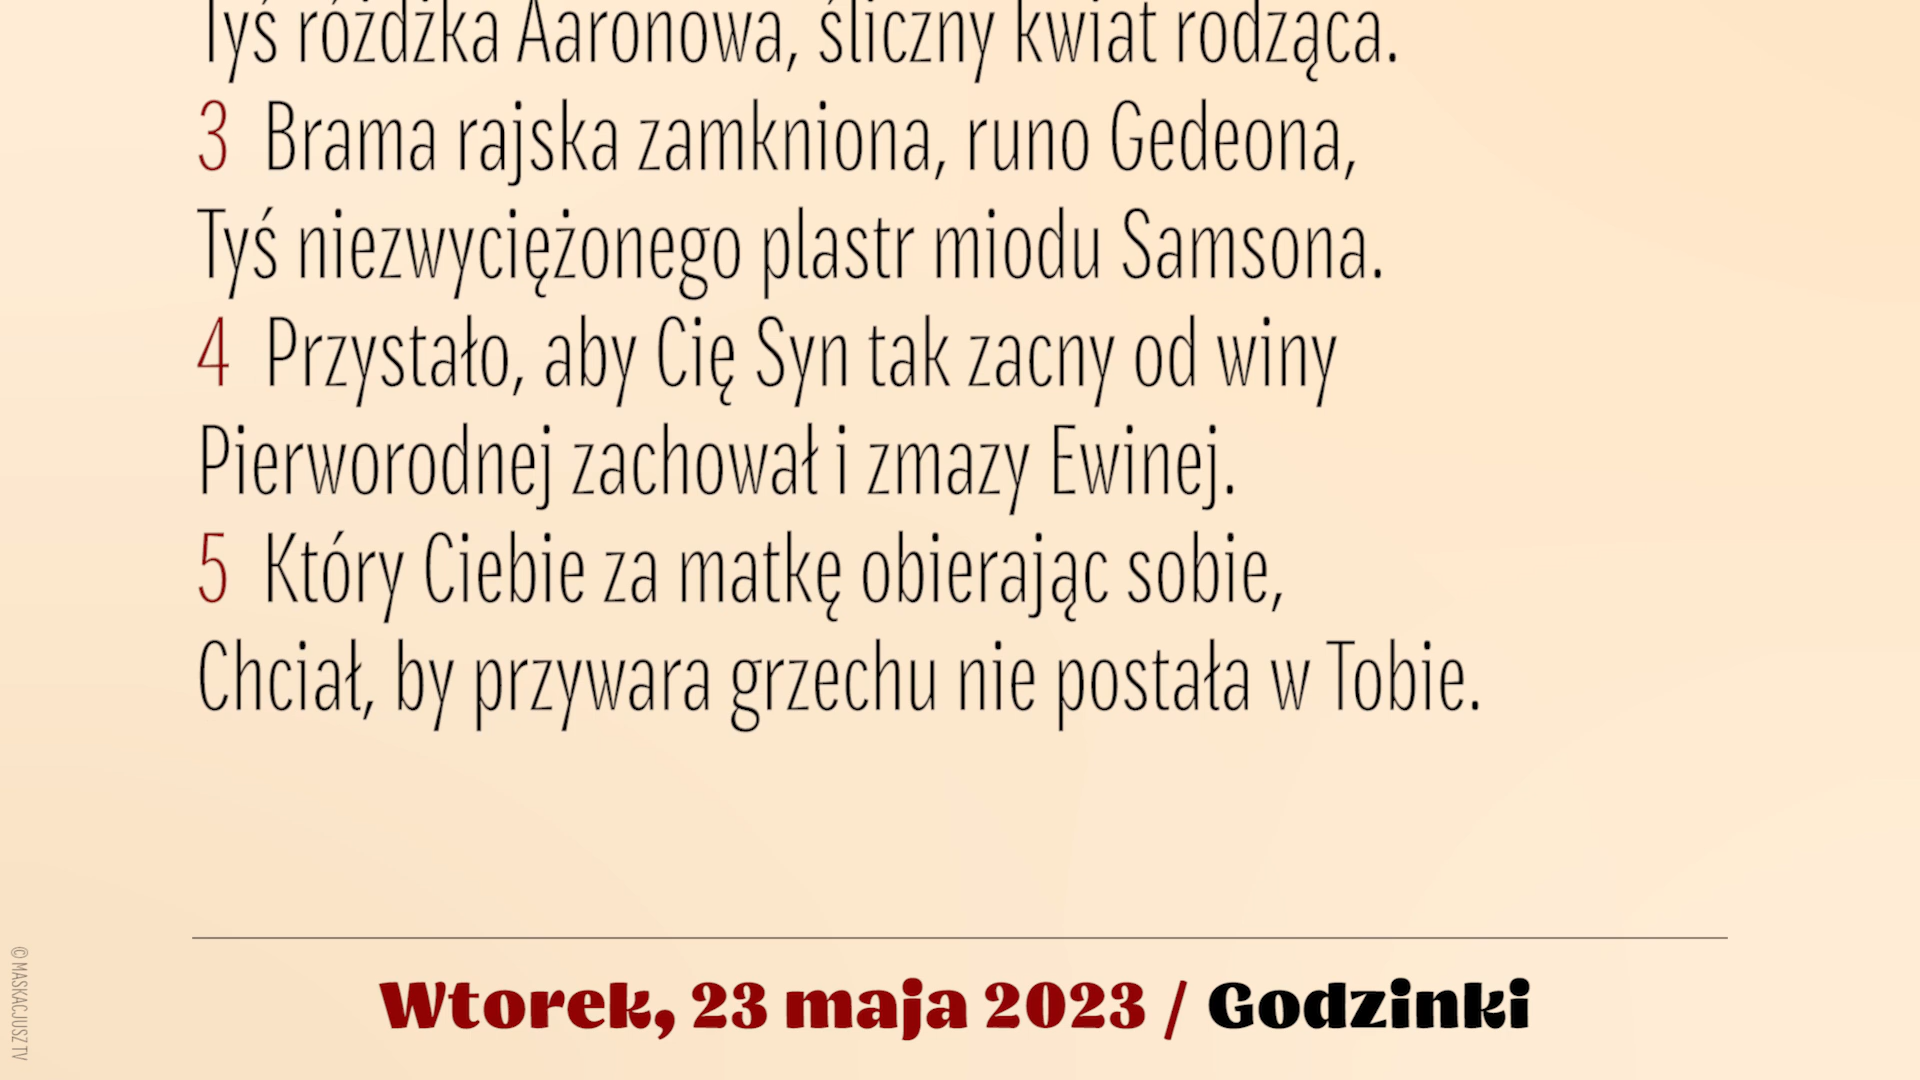 Tyś różdżka Aaronowa, śliczny kwiat rodząca.
3 Brama rajska zamkniona, runo Gedeona,
Tyś niezwyciężonego plastr miodu Samsona.
4 Przystało, aby Cię Syn tak zacny od winy
Pierworodnej zachował i zmazy Ewinej.
5 Który Ciebie za matkę obierając sobie,
Chciał, by przywara grzechu nie postała w Tobie.
Wtorek, 23 maja 2023 / Godzinki
© MASKACJUSZ TV